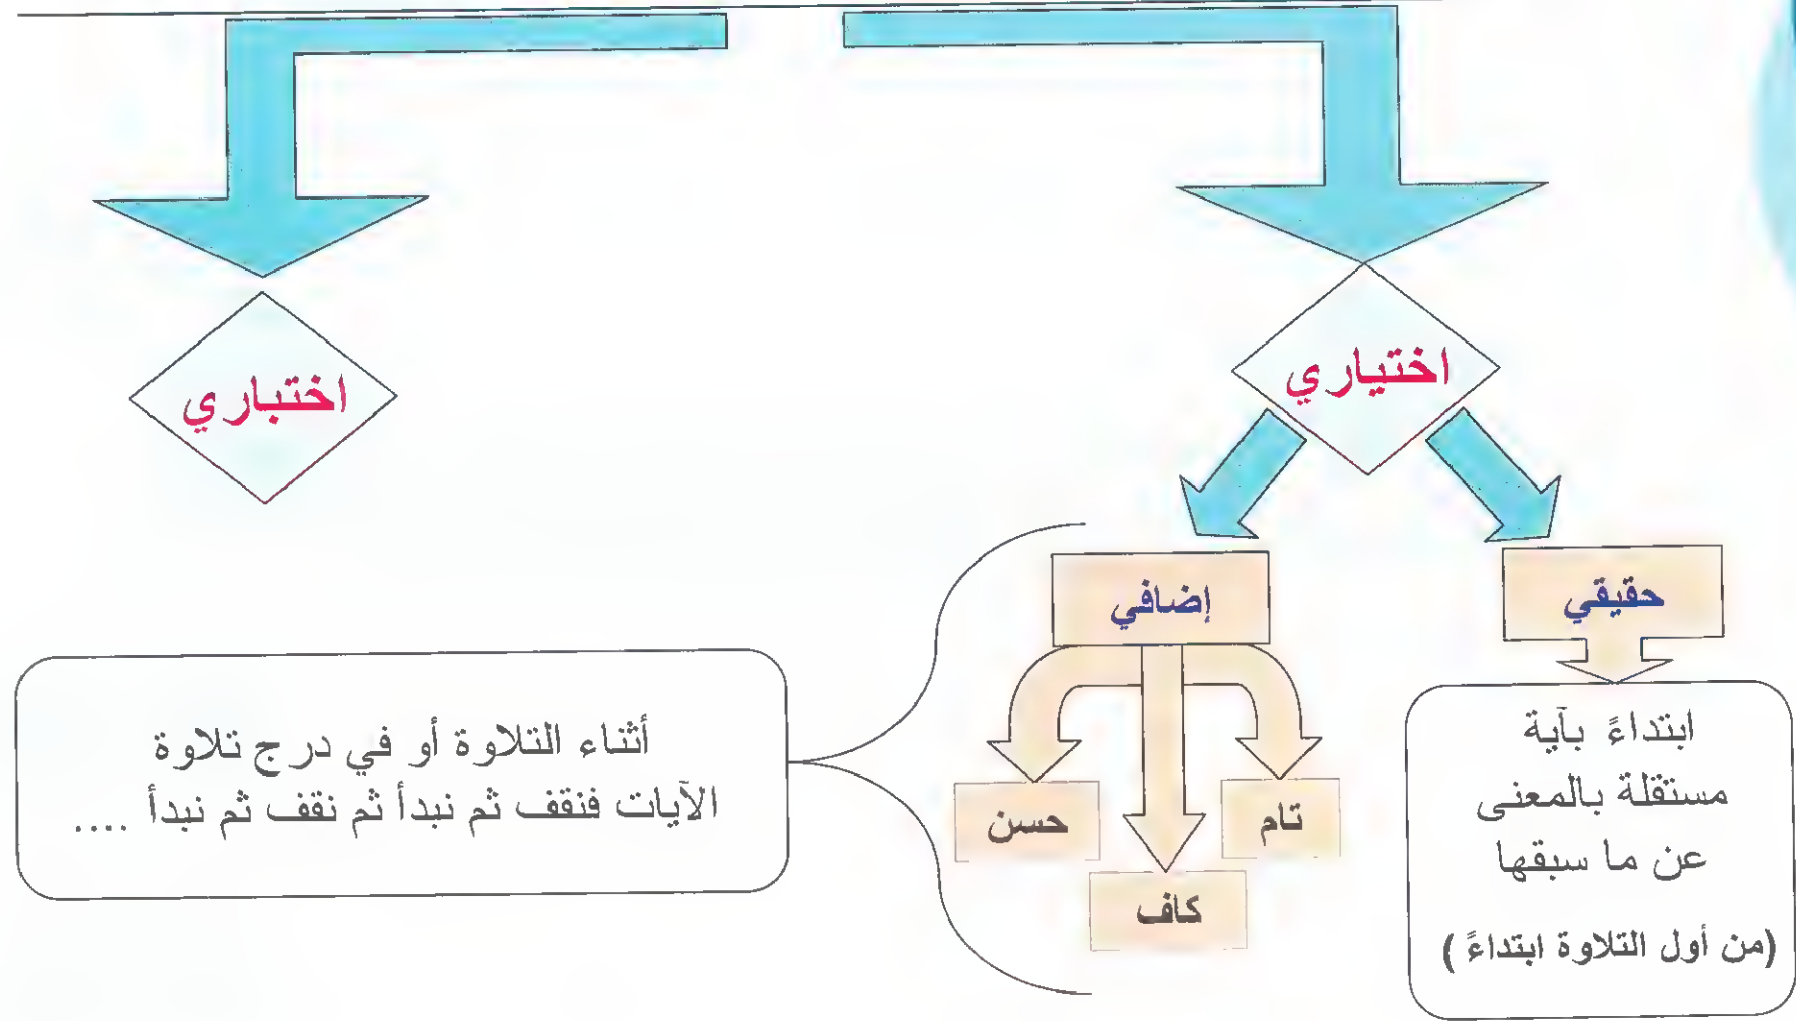 اختياري
اختباري
حقيقي
إضافي
ابتداءً بآية
مستقلة بالمعنى
عن ما سبقها
(من أول التلاوة ابتداءً )
تام
كاف
حسن
أثناء التلاوة أو في درج تلاوة
الآيات فنقف ثم نبدأ ثم نقف ثم نبدأ ....